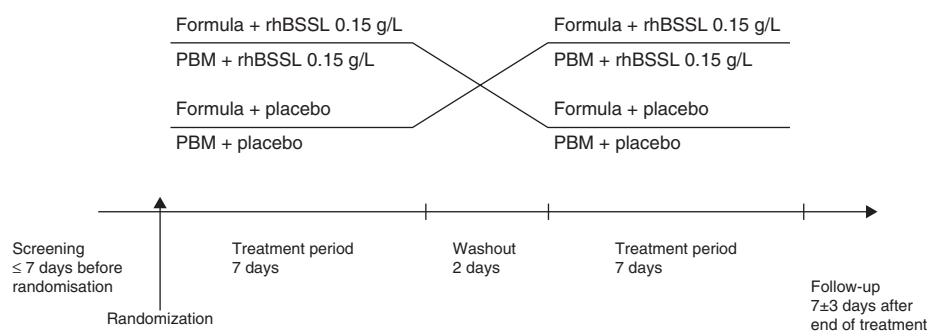 Formula + rhBSSL 0.15 g/L
PBM + rhBSSL 0.15 g/L
Formula + placebo
PBM + placebo
Formula + rhBSSL 0.15 g/L
PBM + rhBSSL 0.15 g/L
Formula + placebo
PBM + placebo
Screening
≤ 7 days before
randomisation
Randomization
Treatment period
7 days
Washout
2 days
Treatment period
7 days
Follow-up
7±3 days after
end of treatment